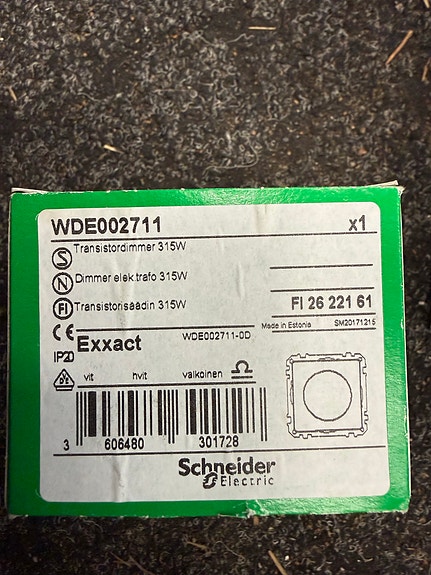 WDE002711 x1
S Transistordimmer 315W
N Dimmer elek.trafo 315W
FI Transistorisäädin 315W
FI 26 221 61
Made in Estonia SM20171215
CE Exxact WDE002711-0D
IP20
vit hvit valkoinen
3 606480 301728
Schneider
Electric